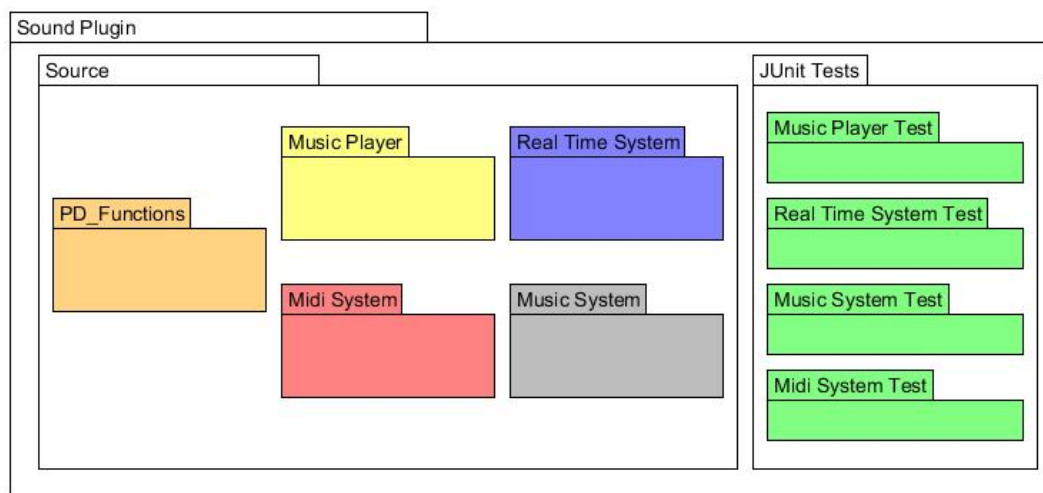 Sound Plugin
Source
JUnit Tests
Music Player Test
Music Player
Real Time System
PD_Functions
Real Time System Test
Midi System
Music System
Music System Test
Midi System Test